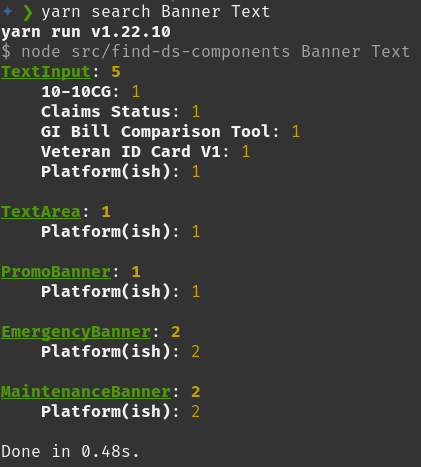 ✦ ❯ yarn search Banner Text
yarn run v1.22.10
$ node src/find-ds-components Banner Text
TextInput: 5
10-10CG: 1
Claims Status: 1
GI Bill Comparison Tool: 1
Veteran ID Card V1: 1
Platform(ish): 1
TextArea: 1
Platform(ish): 1
PromoBanner: 1
Platform(ish): 1
EmergencyBanner: 2
Platform(ish): 2
MaintenanceBanner: 2
Platform(ish): 2
Done in 0.48s.